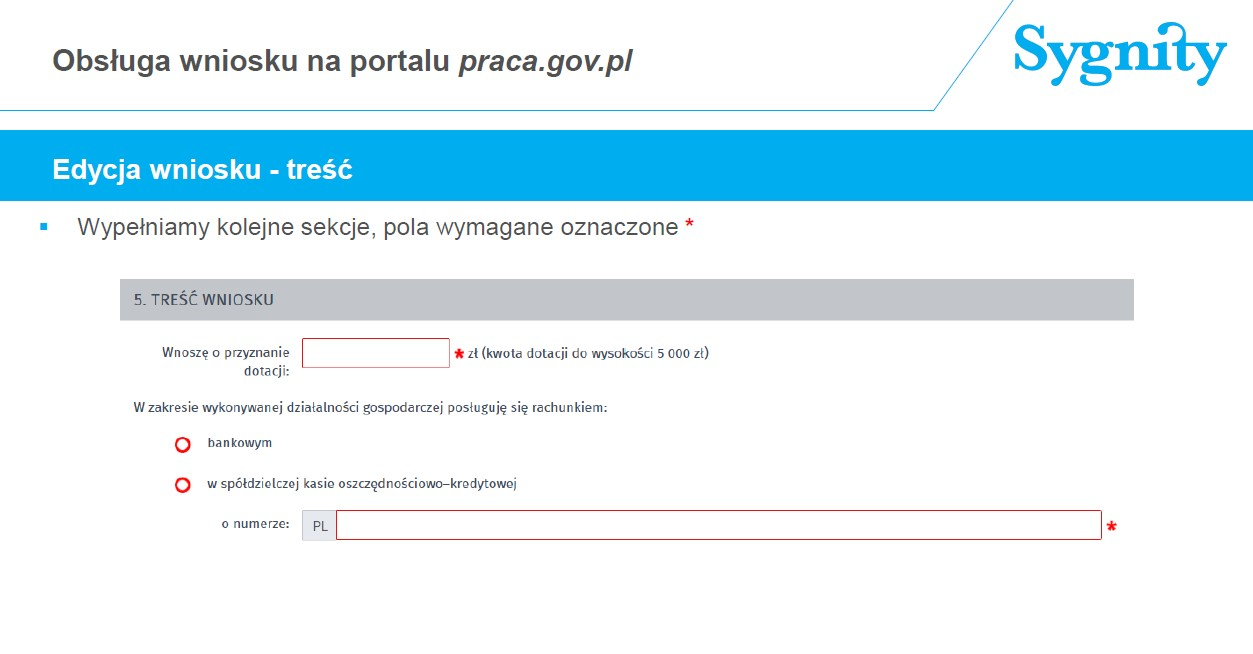 Obsługa wniosku na portalu praca.gov.pl
Sygnity
Edycja wniosku - treść
▪ Wypełniamy kolejne sekcje, pola wymagane oznaczone *
5. TREŚĆ WNIOSKU
Wnoszę o przyznanie
dotacji:
* zł (kwota dotacji do wysokości 5 000 zł)
W zakresie wykonywanej działalności gospodarczej posługuję się rachunkiem:
bankowym
w spółdzielczej kasie oszczędnościowo–kredytowej
o numerze: PL *